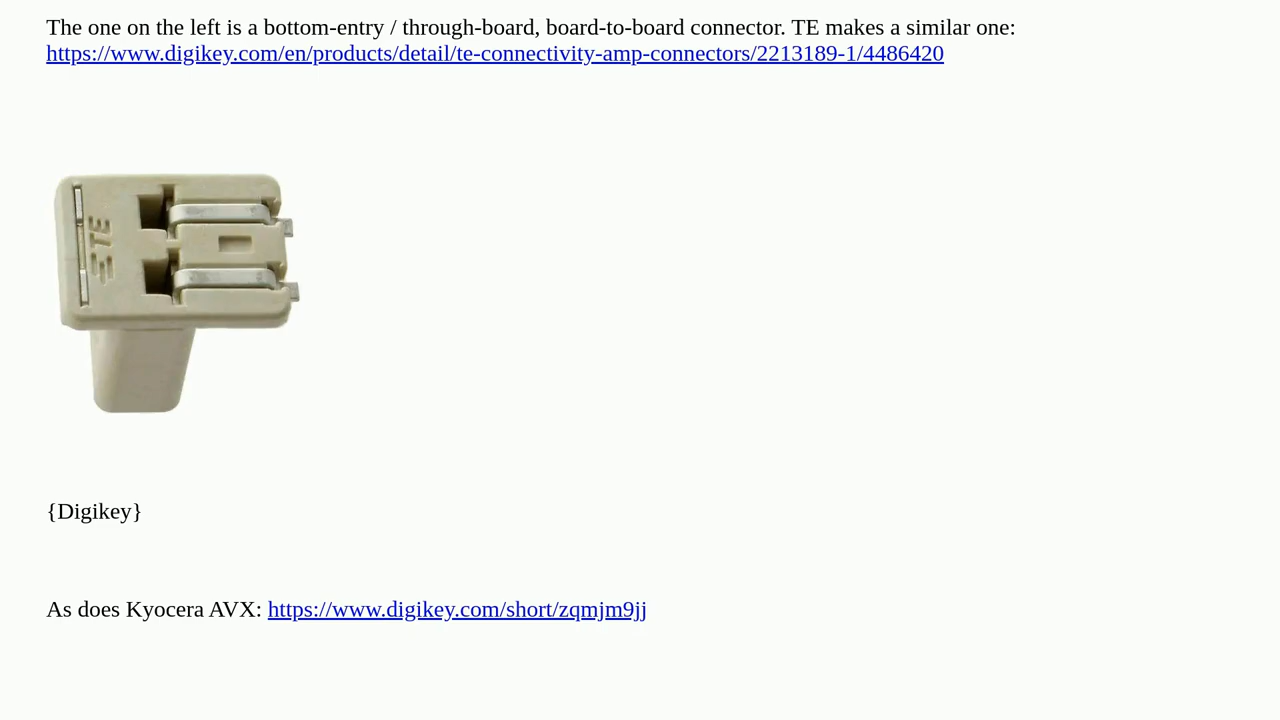 The one on the left is a bottom-entry / through-board, board-to-board connector. TE makes a similar one:
https://www.digikey.com/en/products/detail/te-connectivity-amp-connectors/2213189-1/4486420
TE
{Digikey}
As does Kyocera AVX: https://www.digikey.com/short/zqmjm9jj